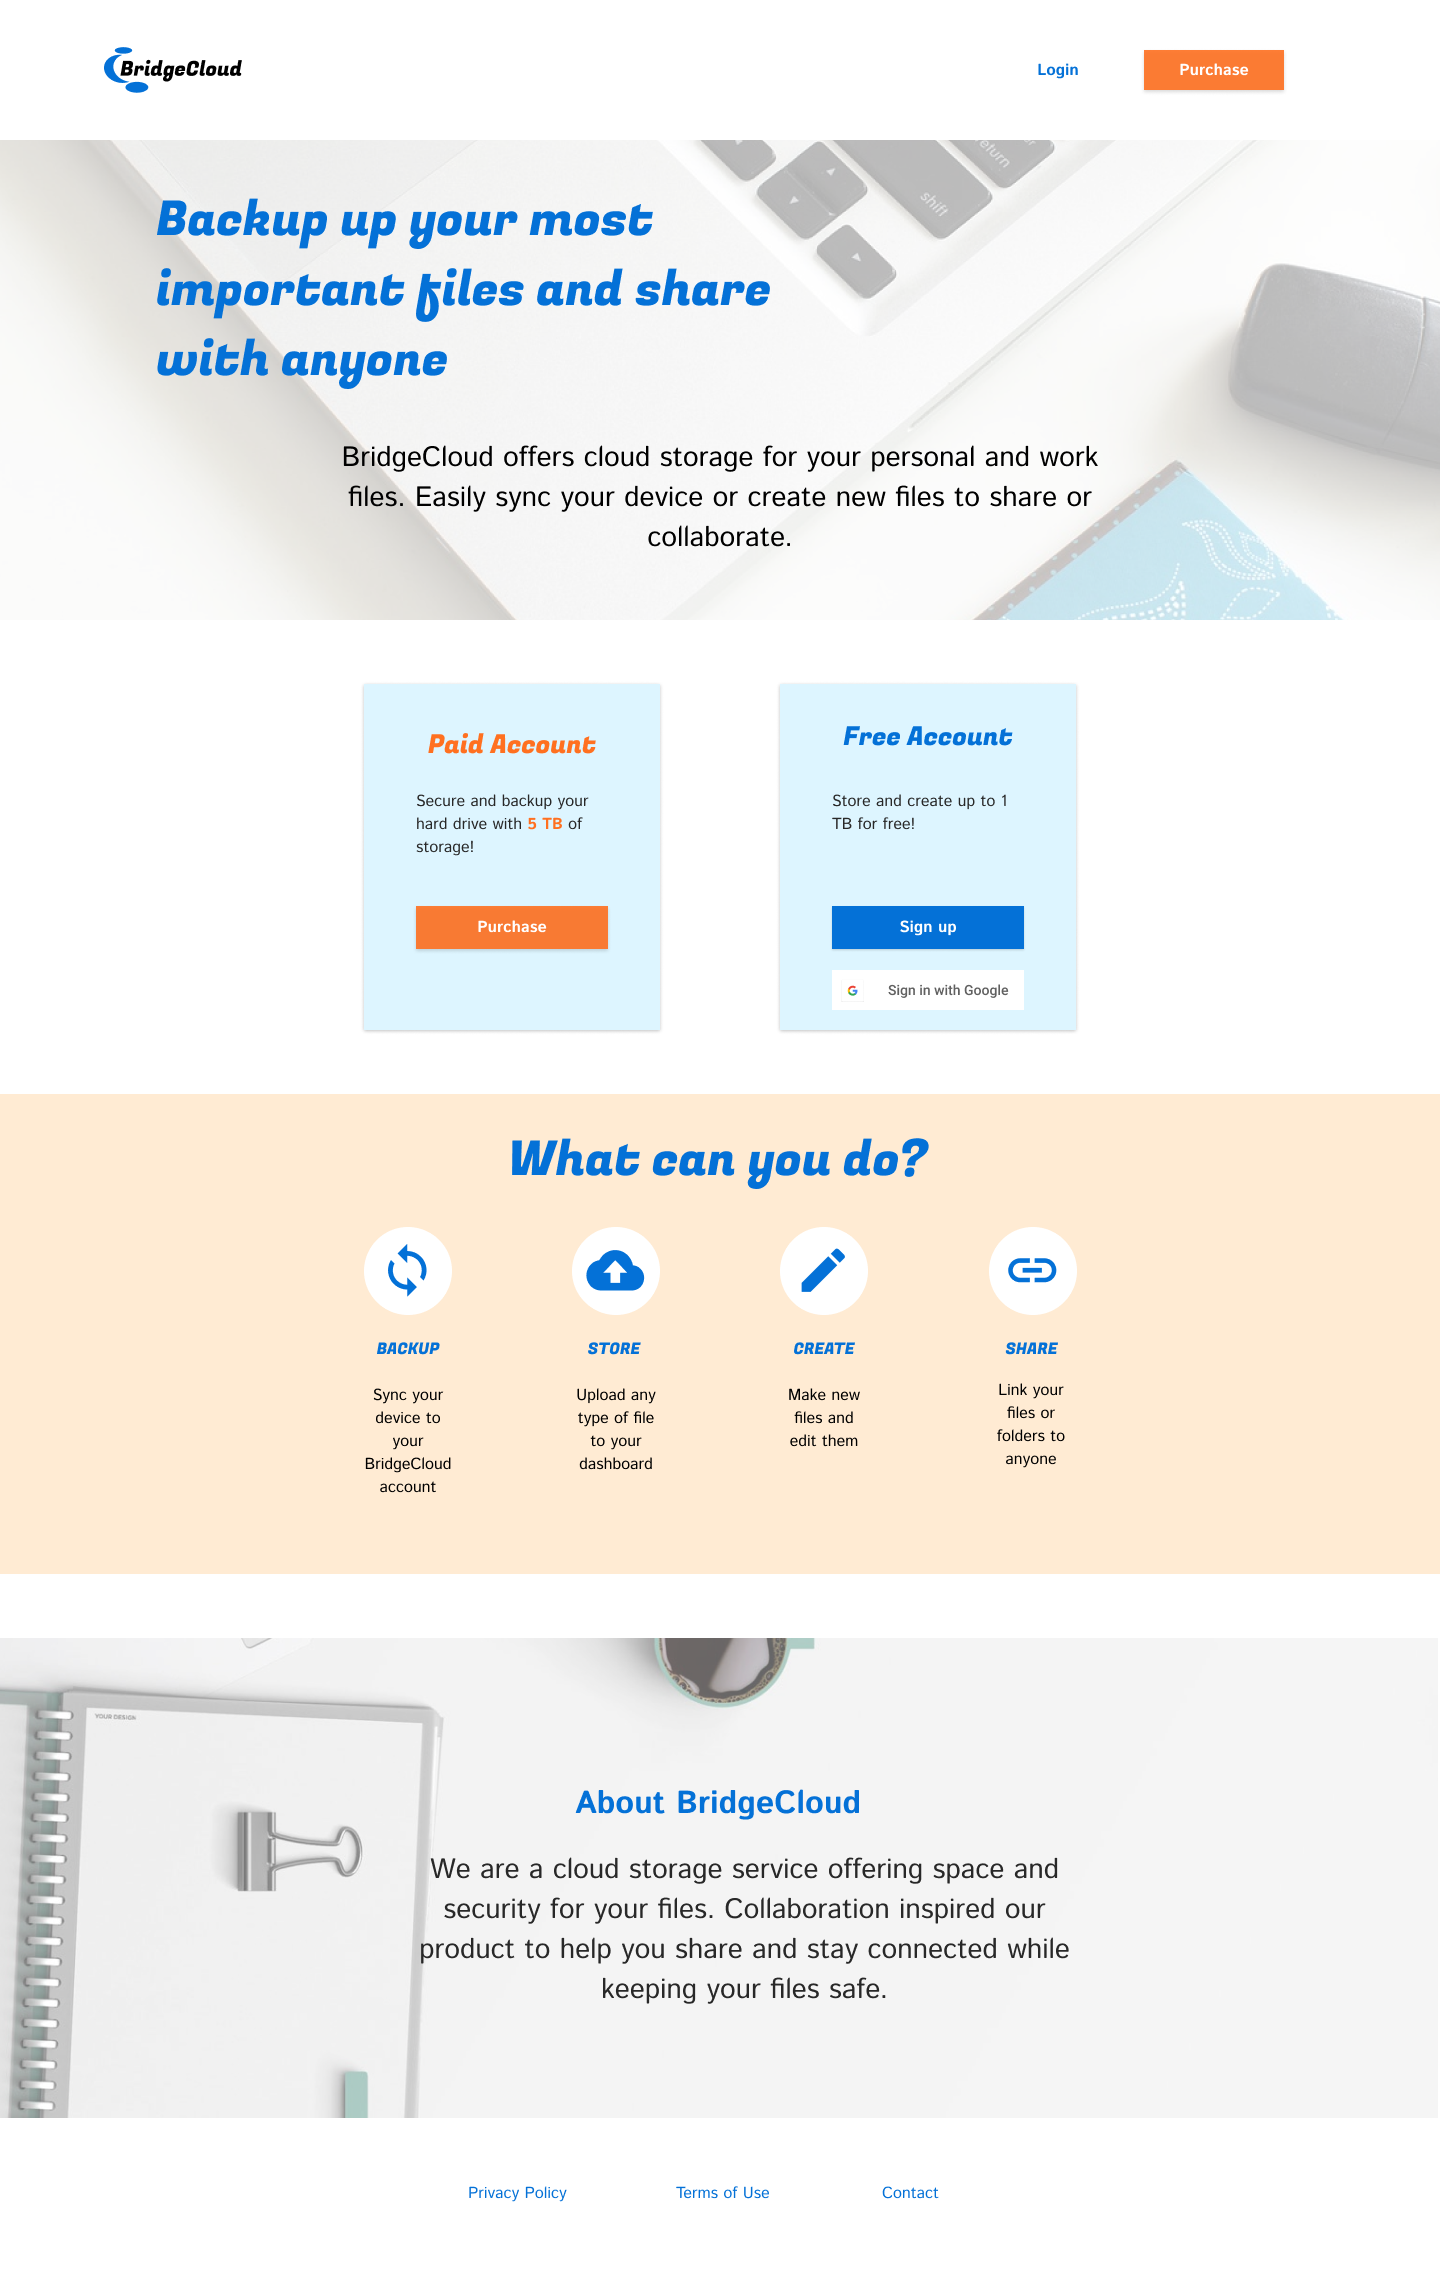 BridgeCloud
Login
Purchase
return
shift
Backup up your most
important files and share
with anyone
BridgeCloud offers cloud storage for your personal and work
files. Easily sync your device or create new files to share or
collaborate.
Paid Account
Secure and backup your
hard drive with 5 TB of
storage!
Purchase
Free Account
Store and create up to 1
TB for free!
Sign up
Sign in with Google
What can you do?
BACKUP
Sync your
device to
your
BridgeCloud
account
STORE
Upload any
type of file
to your
dashboard
CREATE
Make new
files and
edit them
SHARE
Link your
files or
folders to
anyone
YOUR DESIGN
About BridgeCloud
We are a cloud storage service offering space and
security for your files. Collaboration inspired our
product to help you share and stay connected while
keeping your files safe.
Privacy Policy
Terms of Use
Contact